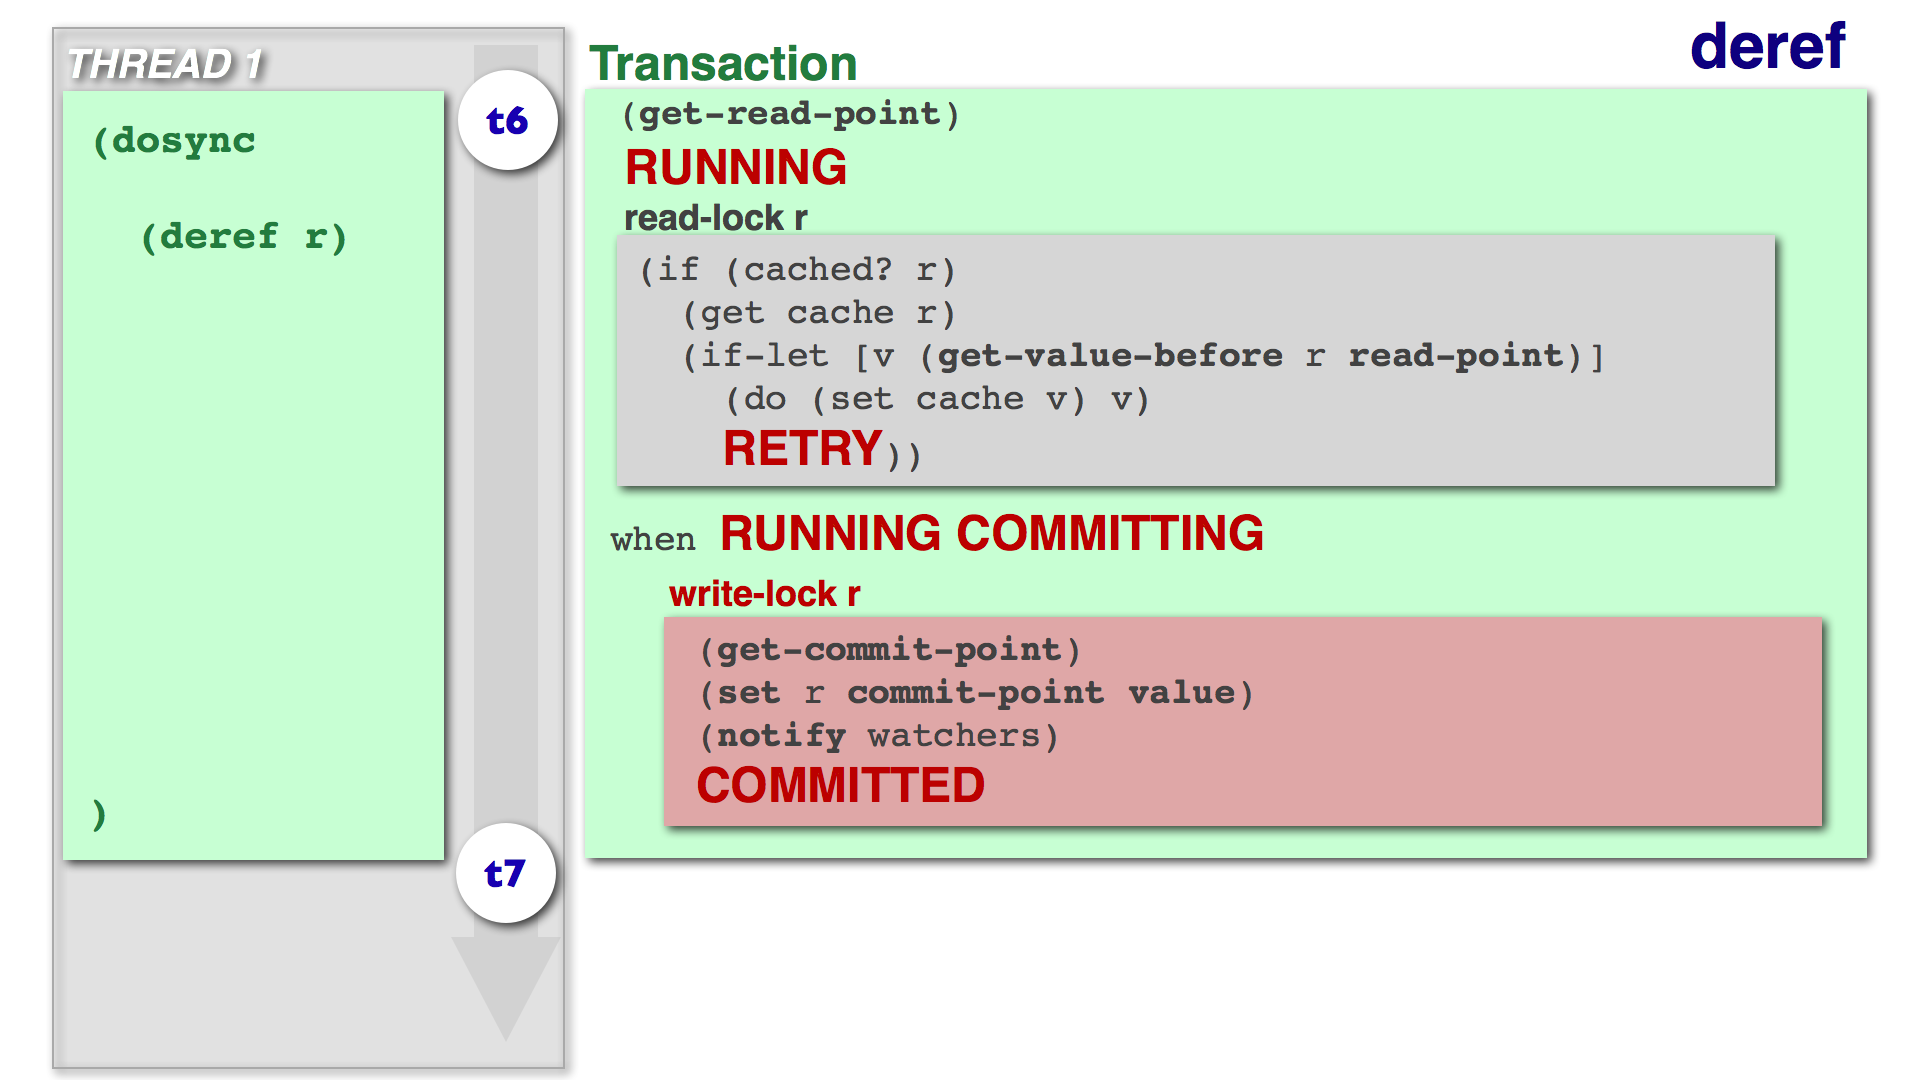 THREAD 1
(dosync
(deref r)
)
t6
t7
Transaction
deref
(get-read-point)
RUNNING
read-lock r
(if (cached? r)
(get cache r)
(if-let [v (get-value-before r read-point)]
(do (set cache v) v)
RETRY))
when RUNNING COMMITTING
write-lock r
(get-commit-point)
(set r commit-point value)
(notify watchers)
COMMITTED